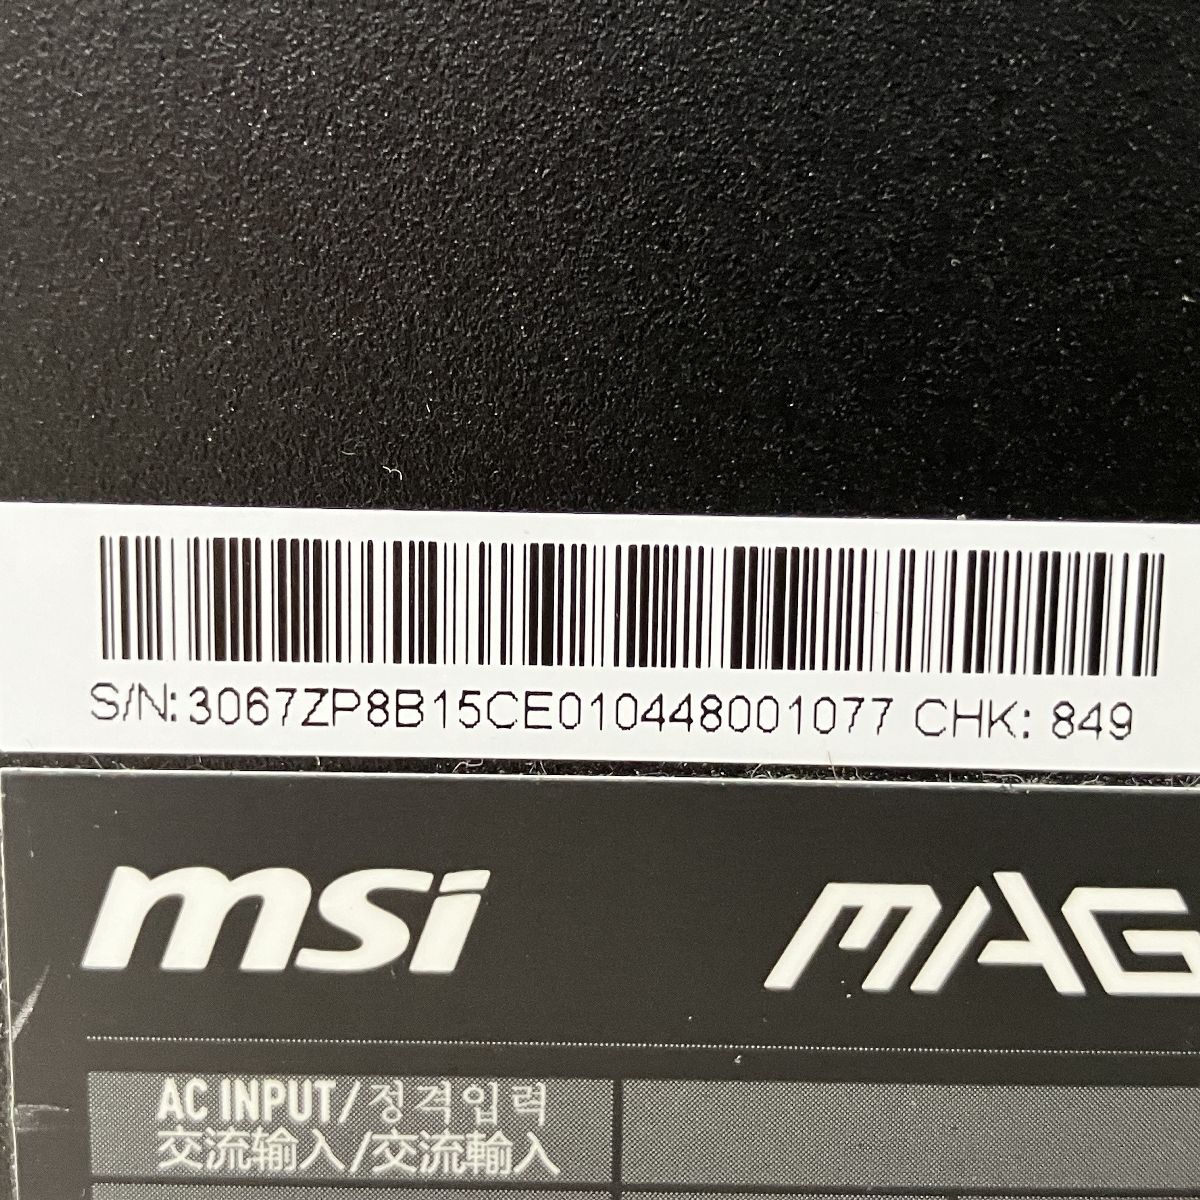 S/N: 3067ZP8B15CE010448001077 CHK: 849
msi MAG
AC INPUT/정격입력
交流输入/交流輸入